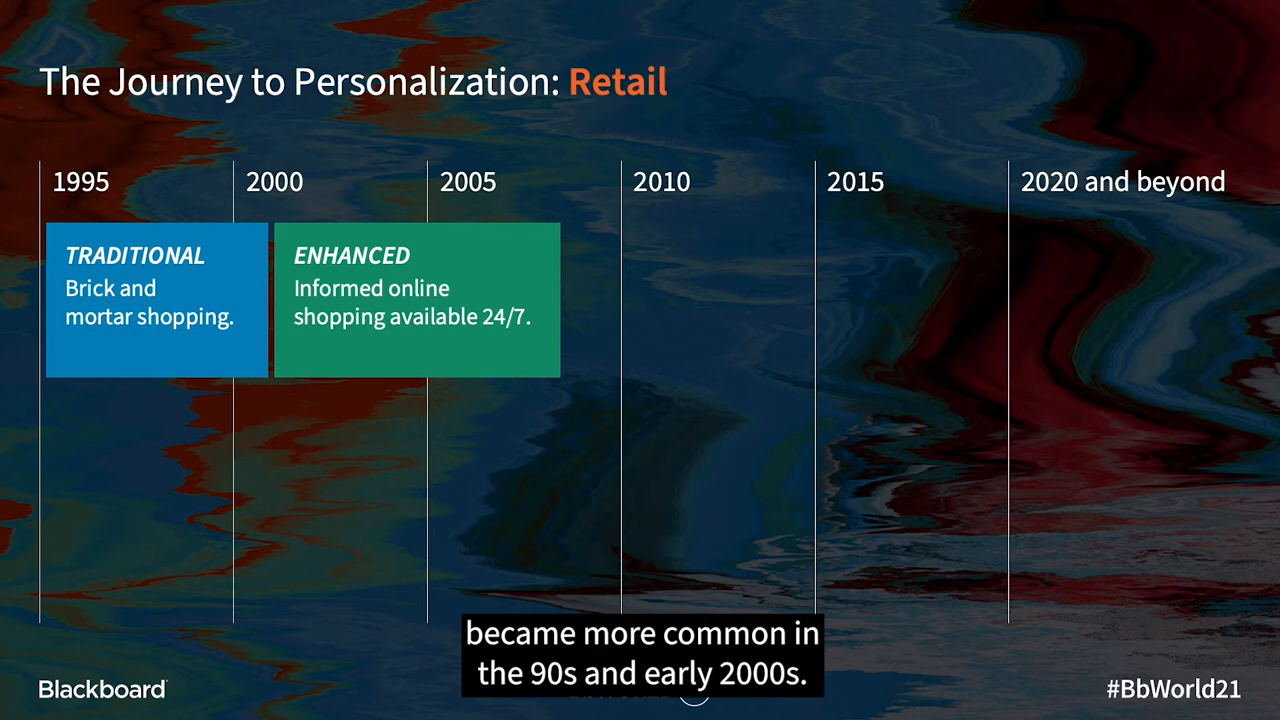 The Journey to Personalization: Retail
1995
2000
2005
2010
2015
2020 and beyond
TRADITIONAL
Brick and
mortar shopping.
ENHANCED
Informed online
shopping available 24/7.
became more common in
the 90s and early 2000s.
Blackboard
#BbWorld21